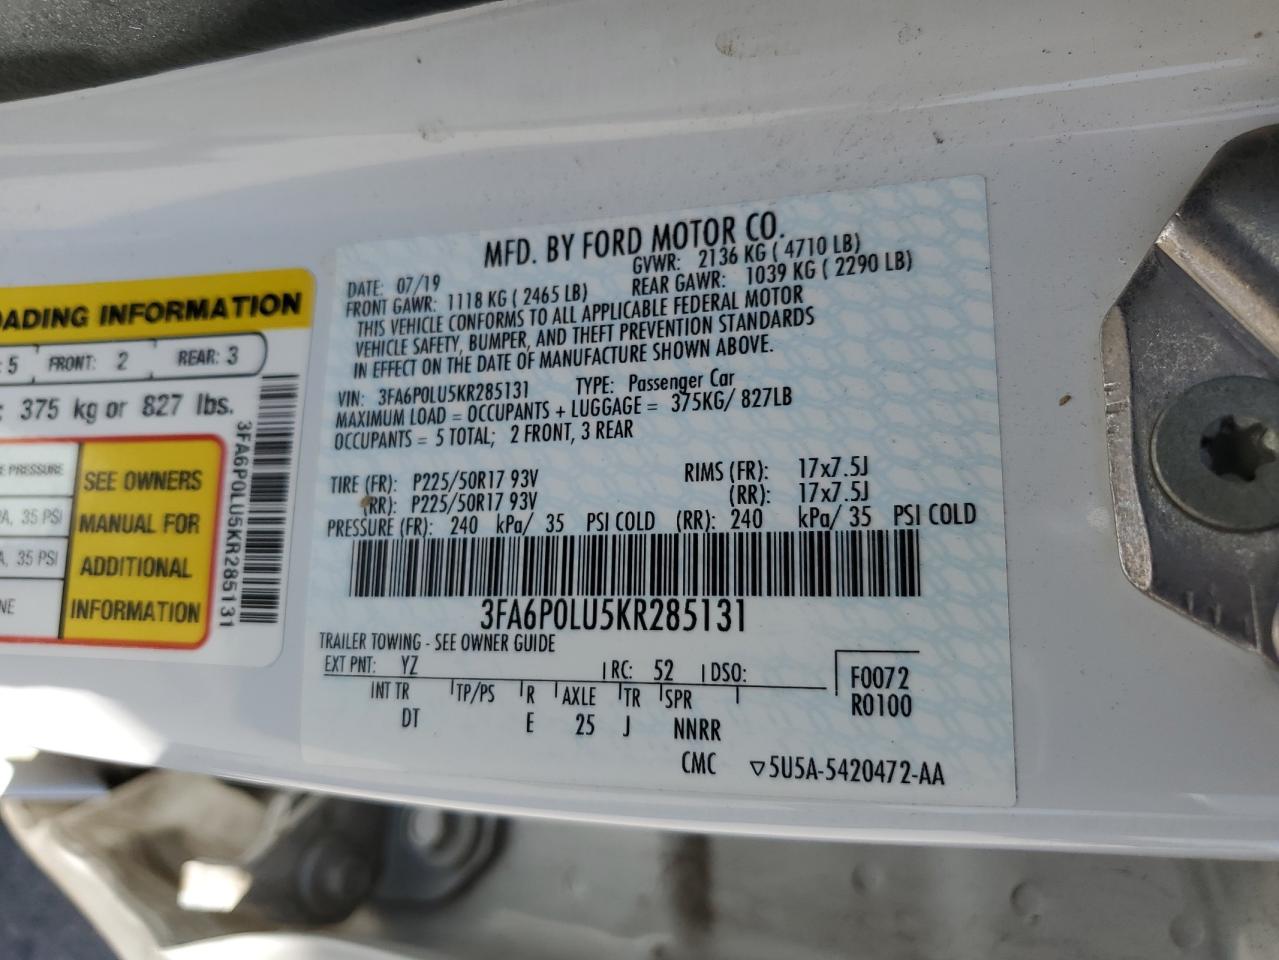 MFD. BY FORD MOTOR CO.
DATE: 07/19 GVWR: 2136 KG ( 4710 LB)
FRONT GAWR: 1118 KG ( 2465 LB) REAR GAWR: 1039 KG ( 2290 LB)
THIS VEHICLE CONFORMS TO ALL APPLICABLE FEDERAL MOTOR
VEHICLE SAFETY, BUMPER, AND THEFT PREVENTION STANDARDS
IN EFFECT ON THE DATE OF MANUFACTURE SHOWN ABOVE.
VIN: 3FA6P0LU5KR285131 TYPE: Passenger Car
MAXIMUM LOAD = OCCUPANTS + LUGGAGE = 375KG/ 827LB
OCCUPANTS = 5 TOTAL; 2 FRONT, 3 REAR
TIRE (FR): P225/50R17 93V RIMS (FR): 17x7.5J
(RR): P225/50R17 93V (RR): 17x7.5J
PRESSURE (FR): 240 kPa/ 35 PSI COLD (RR): 240 kPa/ 35 PSI COLD
3FA6P0LU5KR285131
TRAILER TOWING - SEE OWNER GUIDE
EXT PNT: YZ RC: 52 DSO: F0072
INT TR TP/PS R AXLE TR SPR R0100
DT E 25 J NNRR
CMC ▽5U5A-5420472-AA
OADING INFORMATION
: 5 FRONT: 2 REAR: 3
: 375 kg or 827 lbs.
E PRESSURE
A, 35 PSI
A, 35 PSI
NE
SEE OWNERS
MANUAL FOR
ADDITIONAL
INFORMATION
3FA6P0LU5KR285131